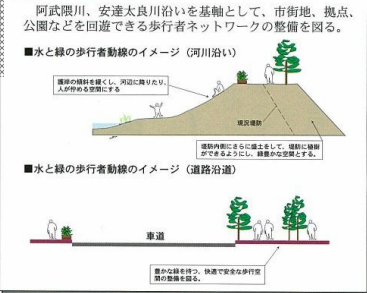 阿武隈川、安達太良川沿いを基軸として、市街地、拠点、
公園などを回遊できる歩行者ネットワークの整備を図る。
■水と緑の歩行者動線のイメージ（河川沿い）
護岸の傾斜を緩くし、河辺に降りたり、
人が佇める空間にする
現況堤防
堤防内側にさらに盛土をして、堤防に植樹
ができるようにし、緑豊かな空間とする。
■水と緑の歩行者動線のイメージ（道路沿道）
車道
豊かな緑を持つ、快適で安全な歩行空
間の整備を図る。